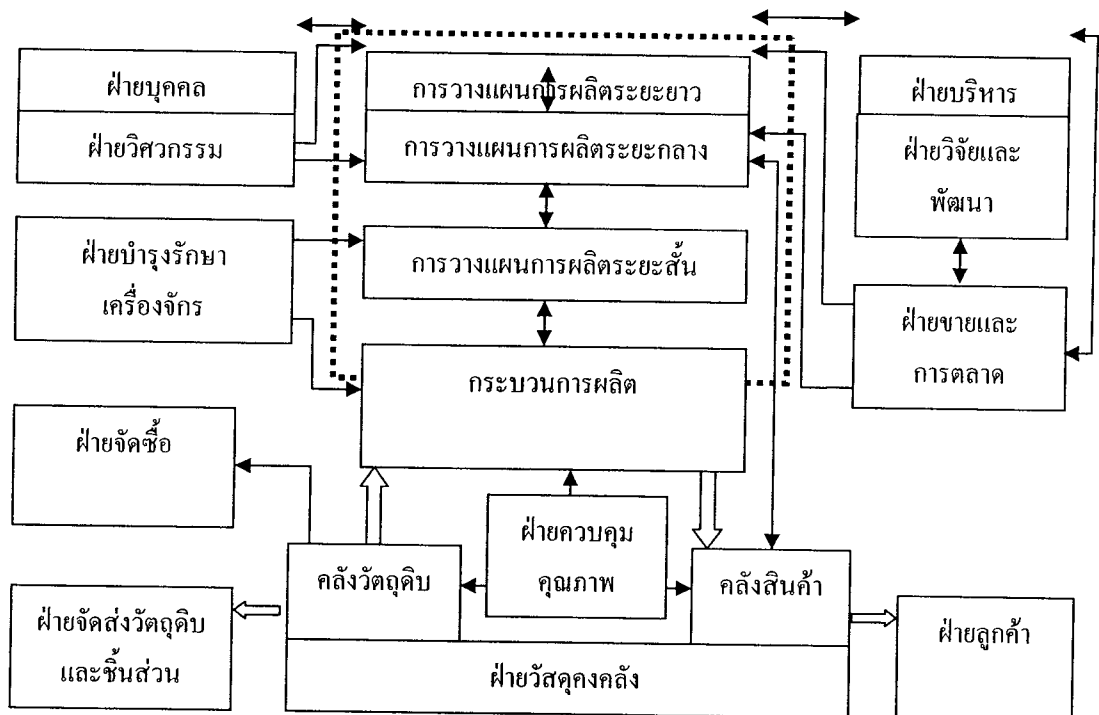 ฝ่ายบุคคล
ฝ่ายวิศวกรรม
ฝ่ายบำรุงรักษา
เครื่องจักร
ฝ่ายจัดซื้อ
ฝ่ายจัดส่งวัตถุดิบ
และชิ้นส่วน
การวางแผนการผลิตระยะยาว
การวางแผนการผลิตระยะกลาง
การวางแผนการผลิตระยะสั้น
กระบวนการผลิต
ฝ่ายควบคุม
คุณภาพ
คลังวัตถุดิบ
คลังสินค้า
ฝ่ายวัสดุคงคลัง
ฝ่ายบริหาร
ฝ่ายวิจัยและ
พัฒนา
ฝ่ายขายและ
การตลาด
ฝ่ายลูกค้า